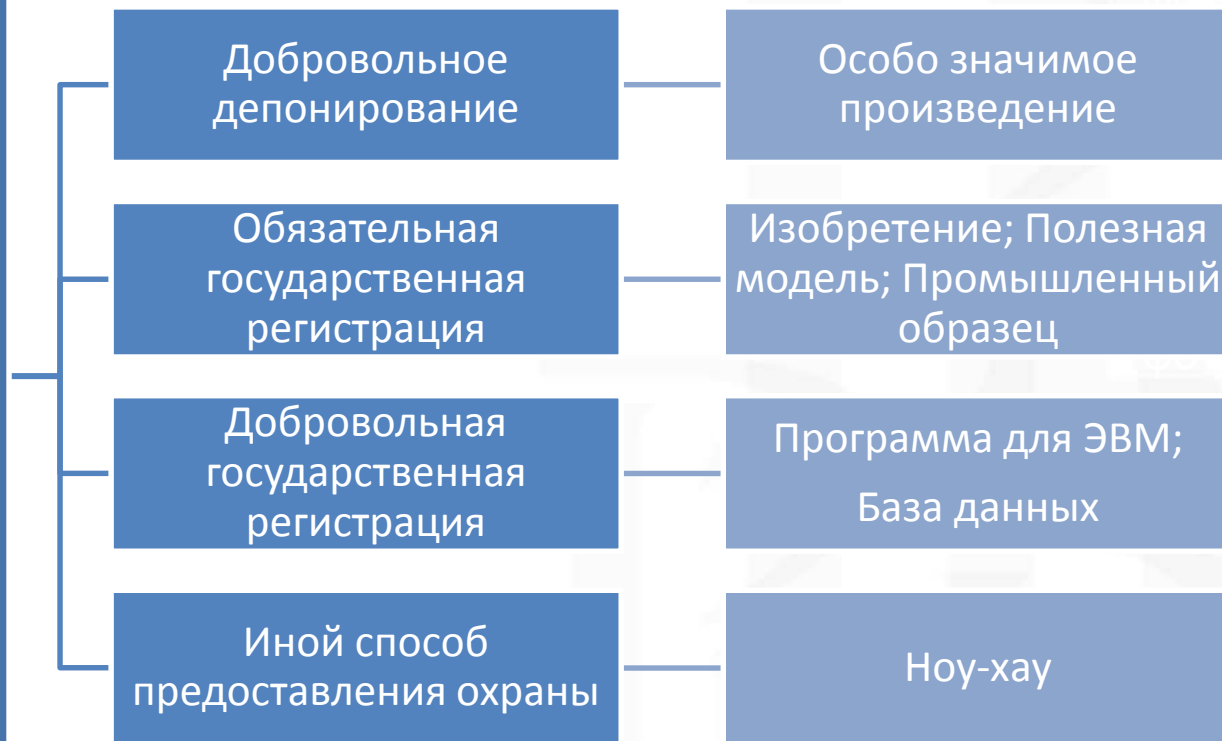 Добровольное
депонирование
Особо значимое
произведение
Обязательная
государственная
регистрация
Изобретение; Полезная
модель; Промышленный
образец
Добровольная
государственная
регистрация
Программа для ЭВМ;
База данных
Иной способ
предоставления охраны
Ноу-хау